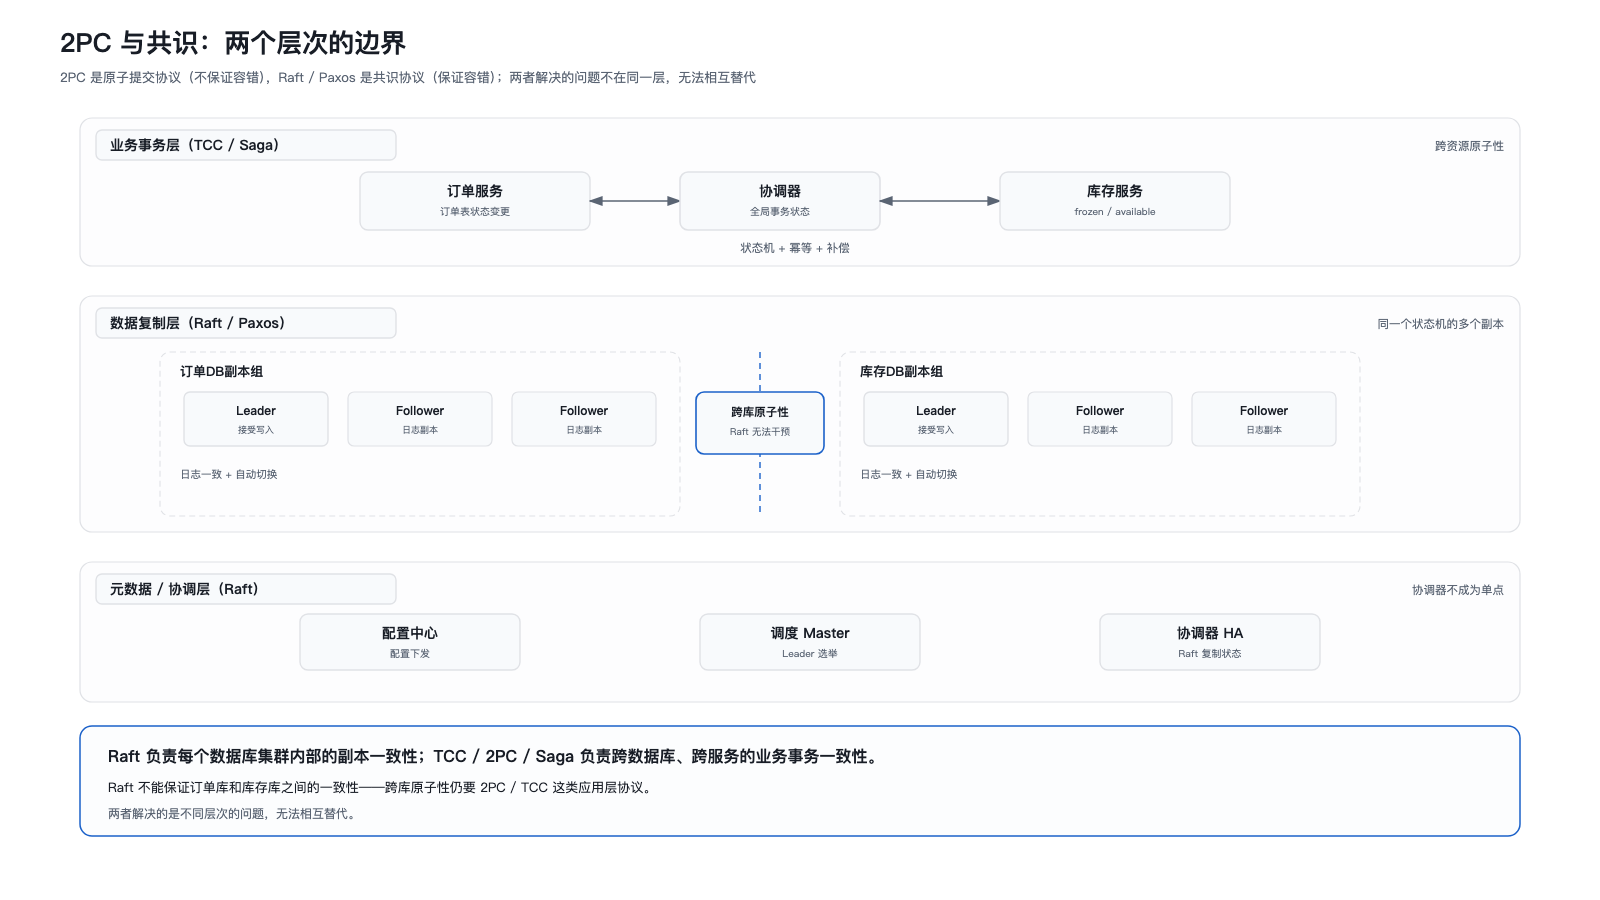 2PC 与共识：两个层次的边界
2PC 是原子提交协议（不保证容错），Raft / Paxos 是共识协议（保证容错）；两者解决的问题不在同一层，无法相互替代
业务事务层（TCC / Saga）
跨资源原子性
订单服务
订单表状态变更
协调器
全局事务状态
库存服务
frozen / available
状态机 + 幂等 + 补偿
数据复制层（Raft / Paxos）
同一个状态机的多个副本
订单DB副本组
Leader
接受写入
Follower
日志副本
Follower
日志副本
日志一致 + 自动切换
跨库原子性
Raft 无法干预
库存DB副本组
Leader
接受写入
Follower
日志副本
Follower
日志副本
日志一致 + 自动切换
元数据 / 协调层（Raft）
协调器不成为单点
配置中心
配置下发
调度 Master
Leader 选举
协调器 HA
Raft 复制状态
Raft 负责每个数据库集群内部的副本一致性；TCC / 2PC / Saga 负责跨数据库、跨服务的业务事务一致性。
Raft 不能保证订单库和库存库之间的一致性——跨库原子性仍要 2PC / TCC 这类应用层协议。
两者解决的是不同层次的问题，无法相互替代。